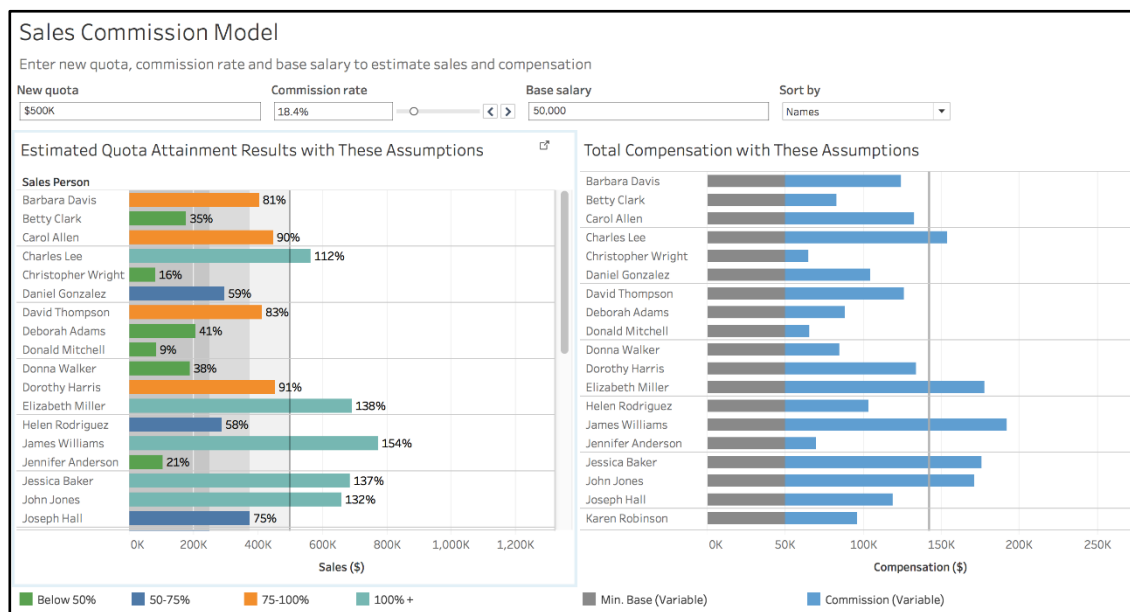 Sales Commission Model
Enter new quota, commission rate and base salary to estimate sales and compensation
New quota Commission rate Base salary Sort by
$500K 18.4% 50,000 Names
Estimated Quota Attainment Results with These Assumptions
Sales Person
Barbara Davis 81%
Betty Clark 35%
Carol Allen 90%
Charles Lee 112%
Christopher Wright 16%
Daniel Gonzalez 59%
David Thompson 83%
Deborah Adams 41%
Donald Mitchell 9%
Donna Walker 38%
Dorothy Harris 91%
Elizabeth Miller 138%
Helen Rodriguez 58%
James Williams 154%
Jennifer Anderson 21%
Jessica Baker 137%
John Jones 132%
Joseph Hall 75%
0K 200K 400K 600K 800K 1,000K 1,200K
Sales ($)
Below 50% 50-75% 75-100% 100% +
Total Compensation with These Assumptions
Barbara Davis
Betty Clark
Carol Allen
Charles Lee
Christopher Wright
Daniel Gonzalez
David Thompson
Deborah Adams
Donald Mitchell
Donna Walker
Dorothy Harris
Elizabeth Miller
Helen Rodriguez
James Williams
Jennifer Anderson
Jessica Baker
John Jones
Joseph Hall
Karen Robinson
0K 50K 100K 150K 200K 250K
Compensation ($)
Min. Base (Variable) Commission (Variable)